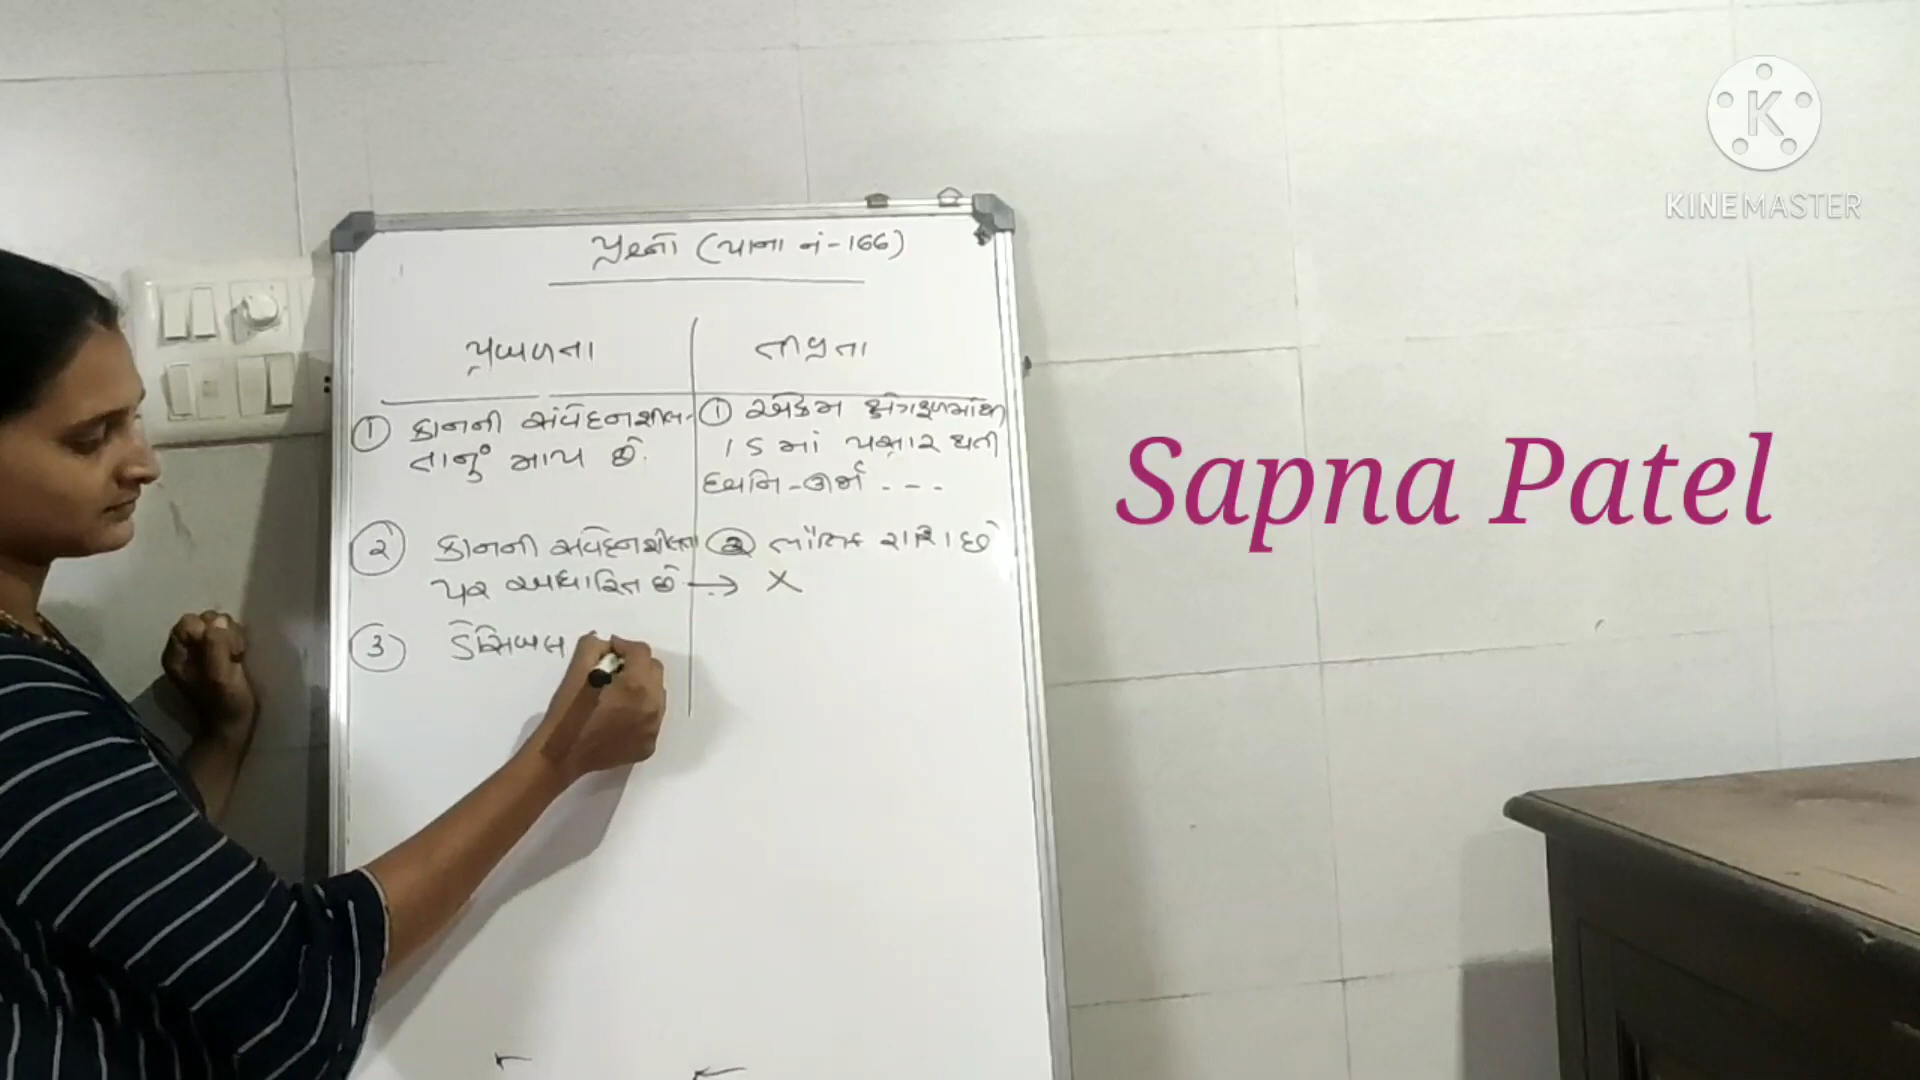 પ્રશ્નો (પાના નં-166)
પ્રબળતા
તીવ્રતા
① કાનની સંવેદનશીલ-
તાનું માપ છે.
① એકમ ક્ષેત્રફળમાંથી
1 S માં પસાર થતી
ધ્વનિ-ઊર્જા - - -
② કાનની સંવેદનશીલતા
પર આધારિત છે → X
② ભૌતિક રાશિ છે
③ ડેસિબલ
Sapna Patel
K
KINEMASTER